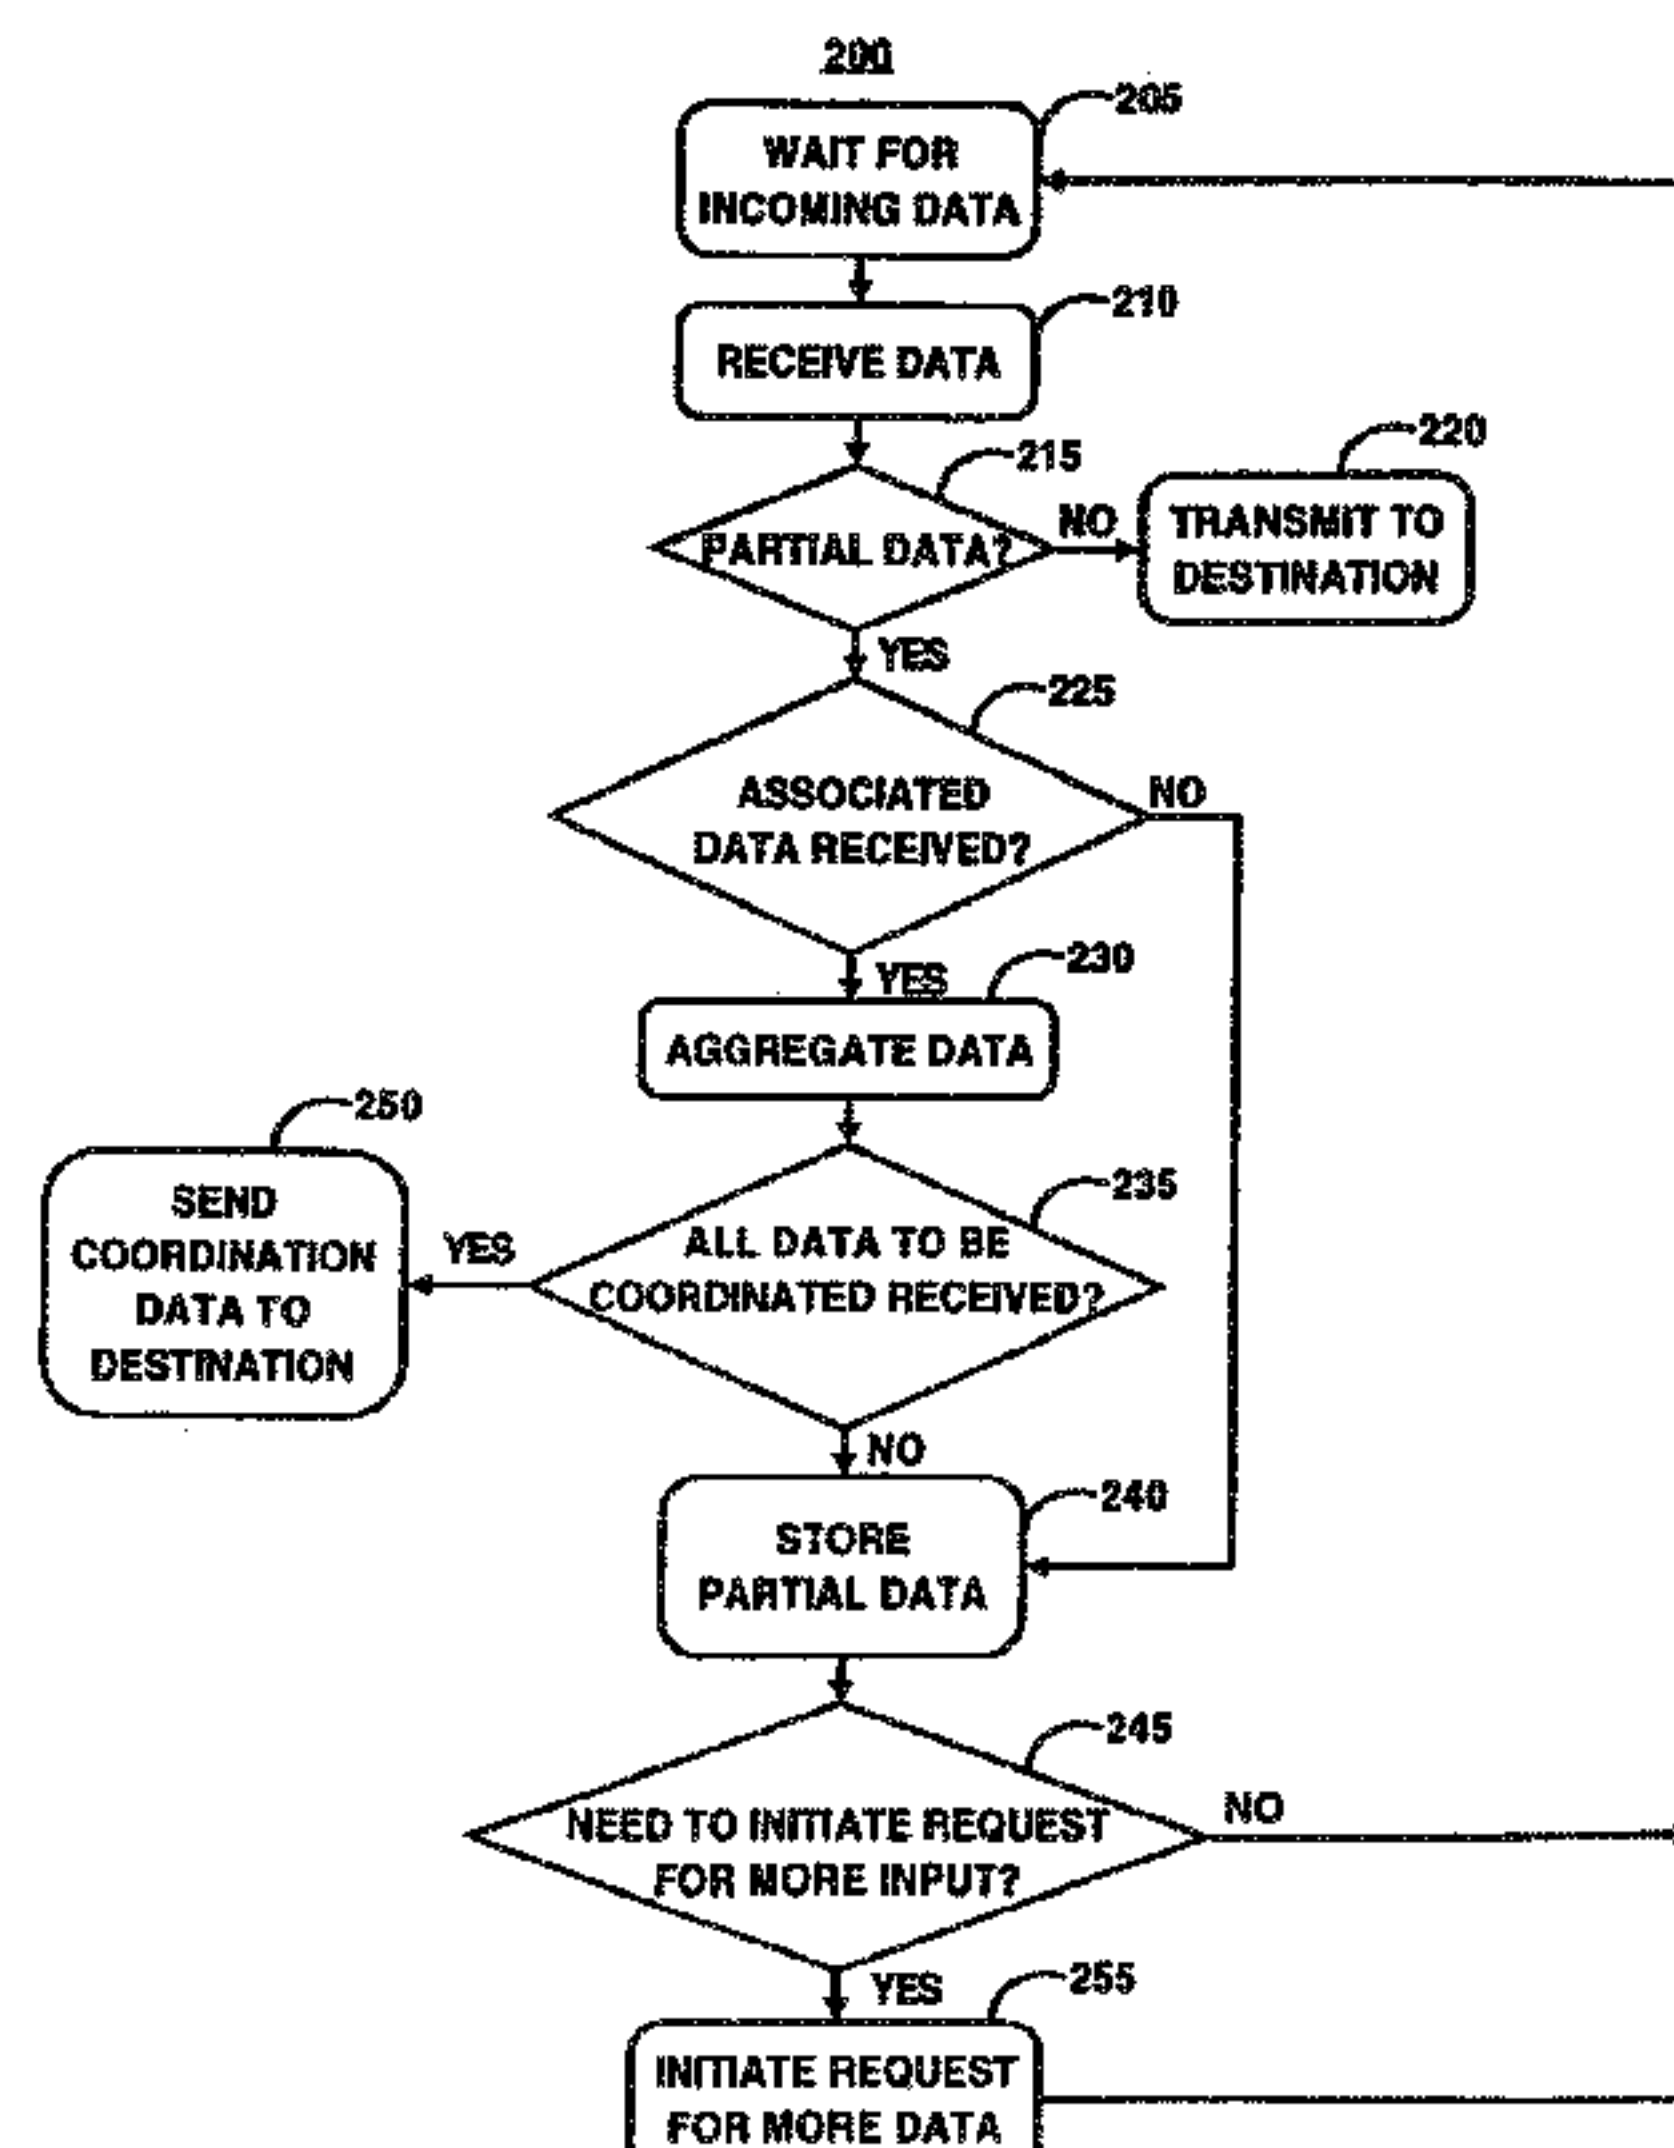 200
205
WAIT FOR
INCOMING DATA
210
RECEIVE DATA
215
PARTIAL DATA?
NO
220
TRANSMIT TO
DESTINATION
YES
225
ASSOCIATED
DATA RECEIVED?
NO
YES
230
AGGREGATE DATA
250
SEND
COORDINATION
DATA TO
DESTINATION
YES
235
ALL DATA TO BE
COORDINATED RECEIVED?
NO
240
STORE
PARTIAL DATA
245
NEED TO INITIATE REQUEST
FOR MORE INPUT?
NO
YES
255
INITIATE REQUEST
FOR MORE DATA